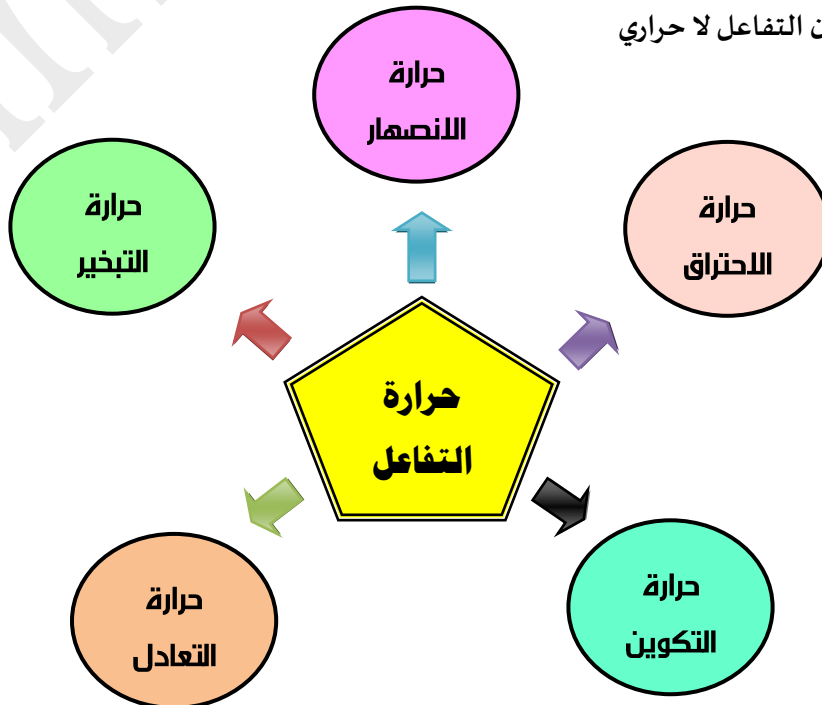 ن التفاعل لا حراري
حرارة
الانصهار
حرارة
الاحتراق
حرارة
التبخير
حرارة
التفاعل
حرارة
التكوين
حرارة
التعادل